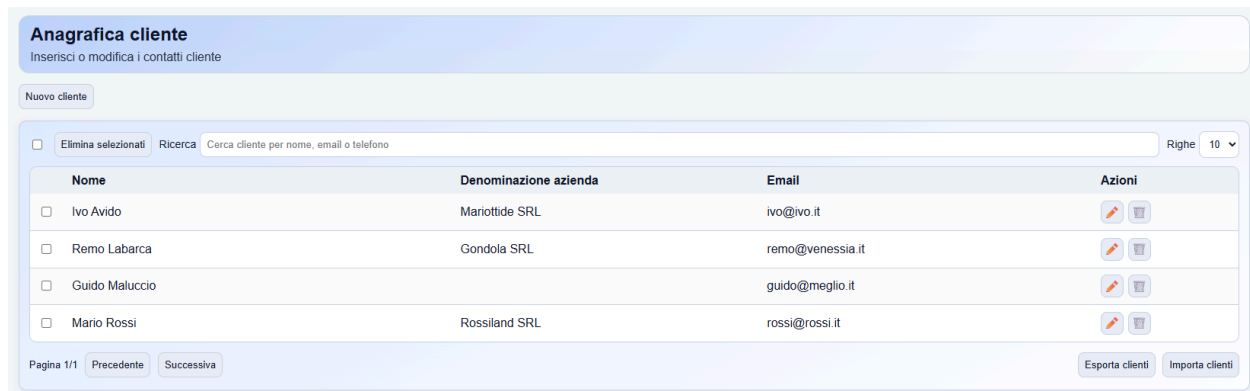 Anagrafica cliente
Inserisci o modifica i contatti cliente
Nuovo cliente
Elimina selezionati Ricerca Cerca cliente per nome, email o telefono Righe 10
Nome Denominazione azienda Email Azioni
Ivo Avido Mariottide SRL ivo@ivo.it
Remo Labarca Gondola SRL remo@venessia.it
Guido Maluccio guido@meglio.it
Mario Rossi Rossiland SRL rossi@rossi.it
Pagina 1/1 Precedente Successiva Esporta clienti Importa clienti